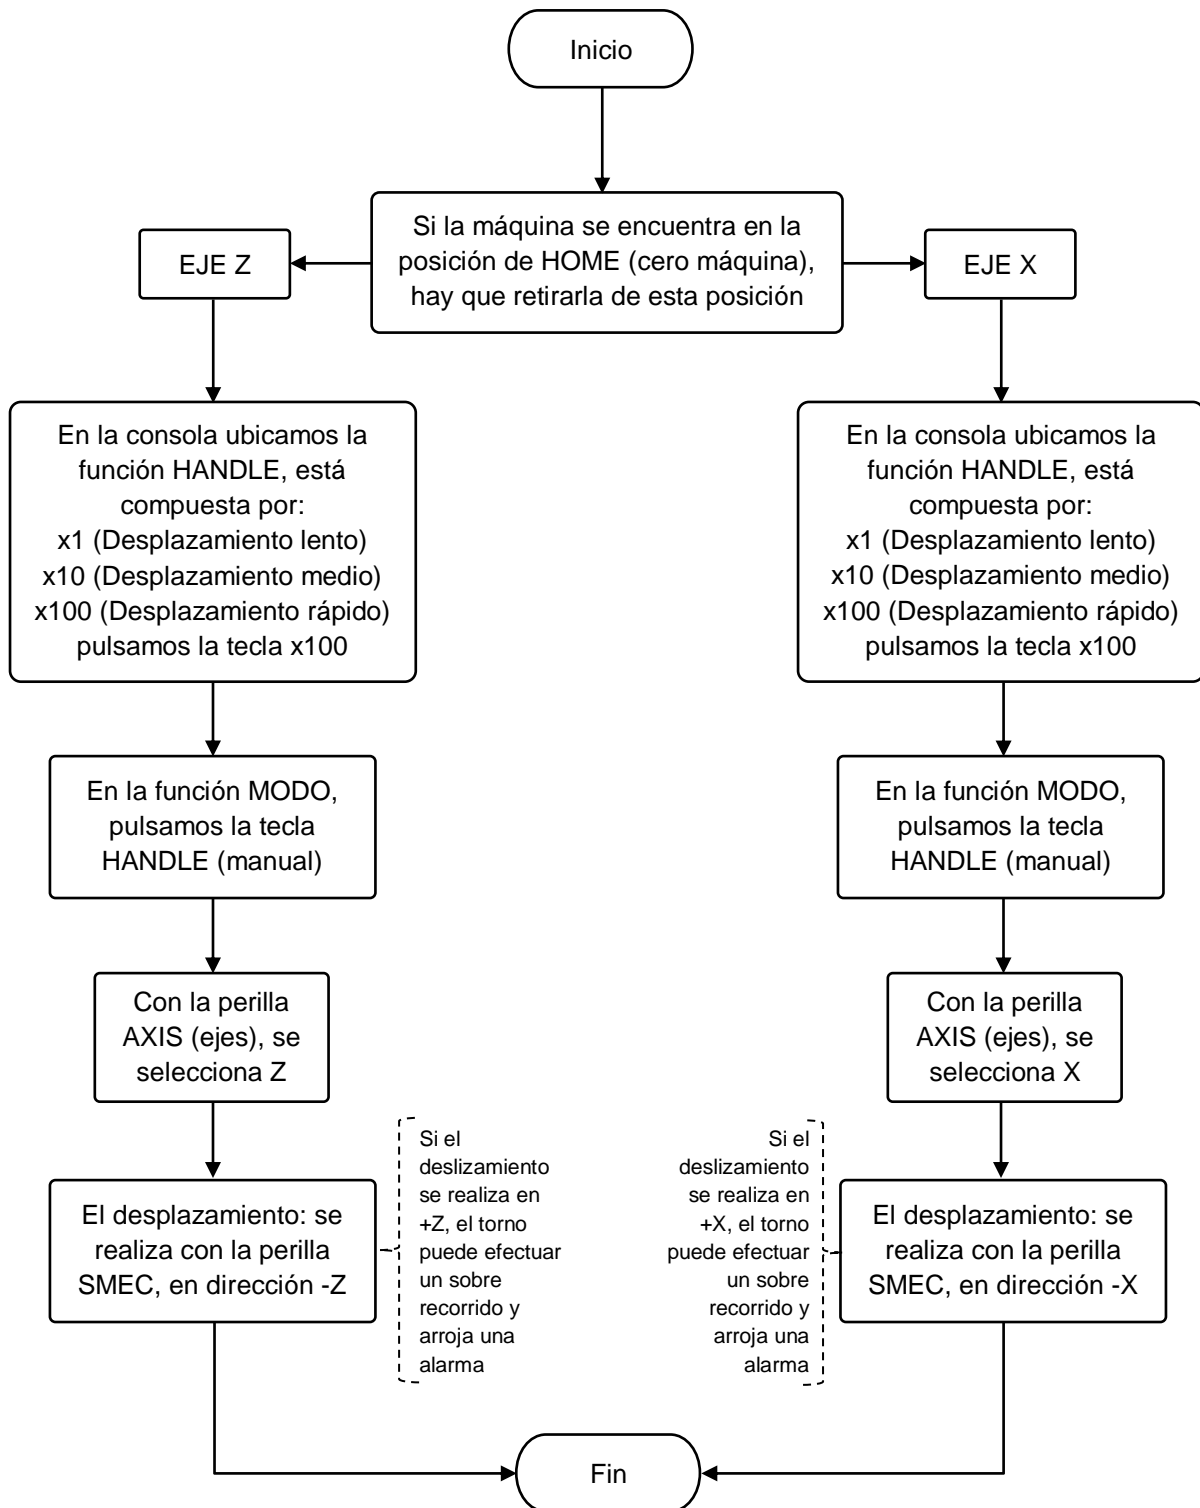 Inicio
Si la máquina se encuentra en la
posición de HOME (cero máquina),
hay que retirarla de esta posición
EJE Z
En la consola ubicamos la
función HANDLE, está
compuesta por:
x1 (Desplazamiento lento)
x10 (Desplazamiento medio)
x100 (Desplazamiento rápido)
pulsamos la tecla x100
En la función MODO,
pulsamos la tecla
HANDLE (manual)
Con la perilla
AXIS (ejes), se
selecciona Z
El desplazamiento: se
realiza con la perilla
SMEC, en dirección -Z
Si el
deslizamiento
se realiza en
+Z, el torno
puede efectuar
un sobre
recorrido y
arroja una
alarma
EJE X
En la consola ubicamos la
función HANDLE, está
compuesta por:
x1 (Desplazamiento lento)
x10 (Desplazamiento medio)
x100 (Desplazamiento rápido)
pulsamos la tecla x100
En la función MODO,
pulsamos la tecla
HANDLE (manual)
Con la perilla
AXIS (ejes), se
selecciona X
El desplazamiento: se
realiza con la perilla
SMEC, en dirección -X
Si el
deslizamiento
se realiza en
+X, el torno
puede efectuar
un sobre
recorrido y
arroja una
alarma
Fin